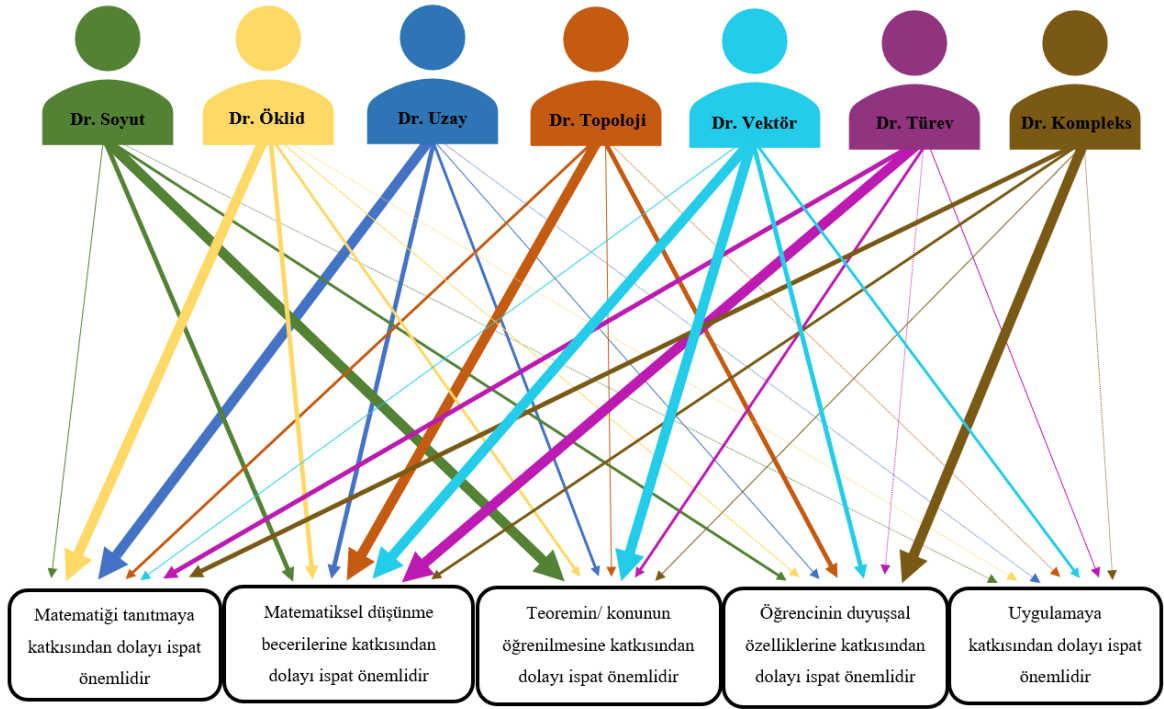 Dr. Soyut
Dr. Öklid
Dr. Uzay
Dr. Topoloji
Dr. Vektör
Dr. Türev
Dr. Kompleks
Matematiği tanıtmaya
katkısından dolayı ispat
önemlidir
Matematiksel düşünme
becerilerine katkısından
dolayı ispat önemlidir
Teoremin/ konunun
öğrenilmesine katkısından
dolayı ispat önemlidir
Öğrencinin duyuşsal
özelliklerine katkısından
dolayı ispat önemlidir
Uygulamaya
katkısından dolayı ispat
önemlidir